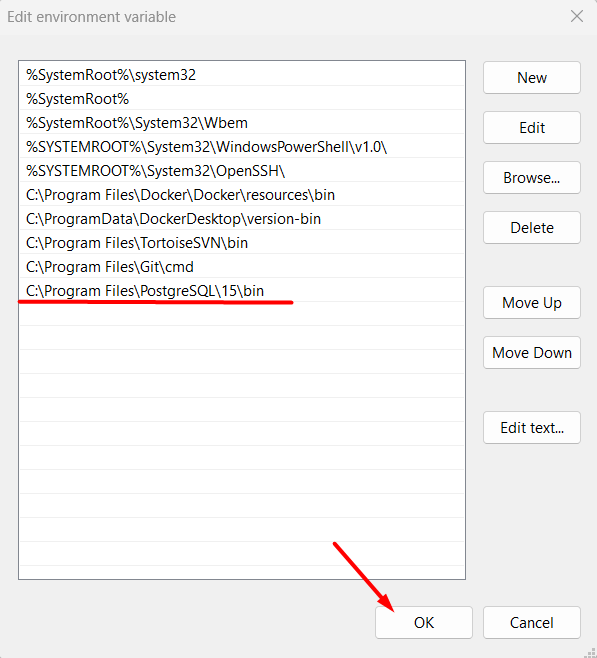 Edit environment variable
%SystemRoot%\system32
%SystemRoot%
%SystemRoot%\System32\Wbem
%SYSTEMROOT%\System32\WindowsPowerShell\v1.0\
%SYSTEMROOT%\System32\OpenSSH\
C:\Program Files\Docker\Docker\resources\bin
C:\ProgramData\DockerDesktop\version-bin
C:\Program Files\TortoiseSVN\bin
C:\Program Files\Git\cmd
C:\Program Files\PostgreSQL\15\bin
New
Edit
Browse...
Delete
Move Up
Move Down
Edit text...
OK
Cancel